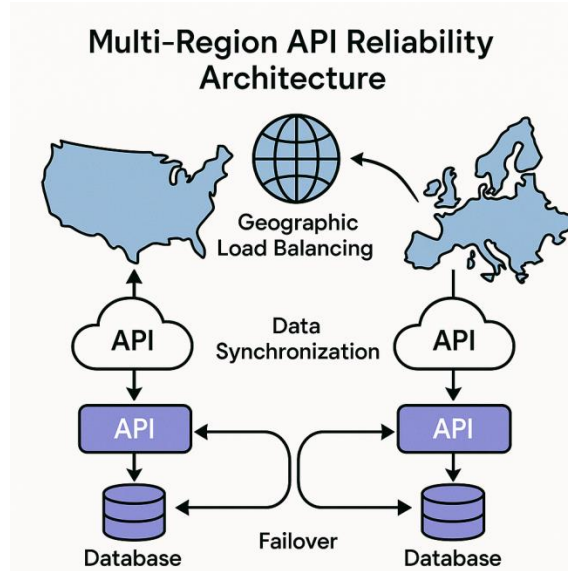 Multi-Region API Reliability
Architecture
Geographic
Load Balancing
API
Data
Synchronization
API
API
API
Database
Failover
Database